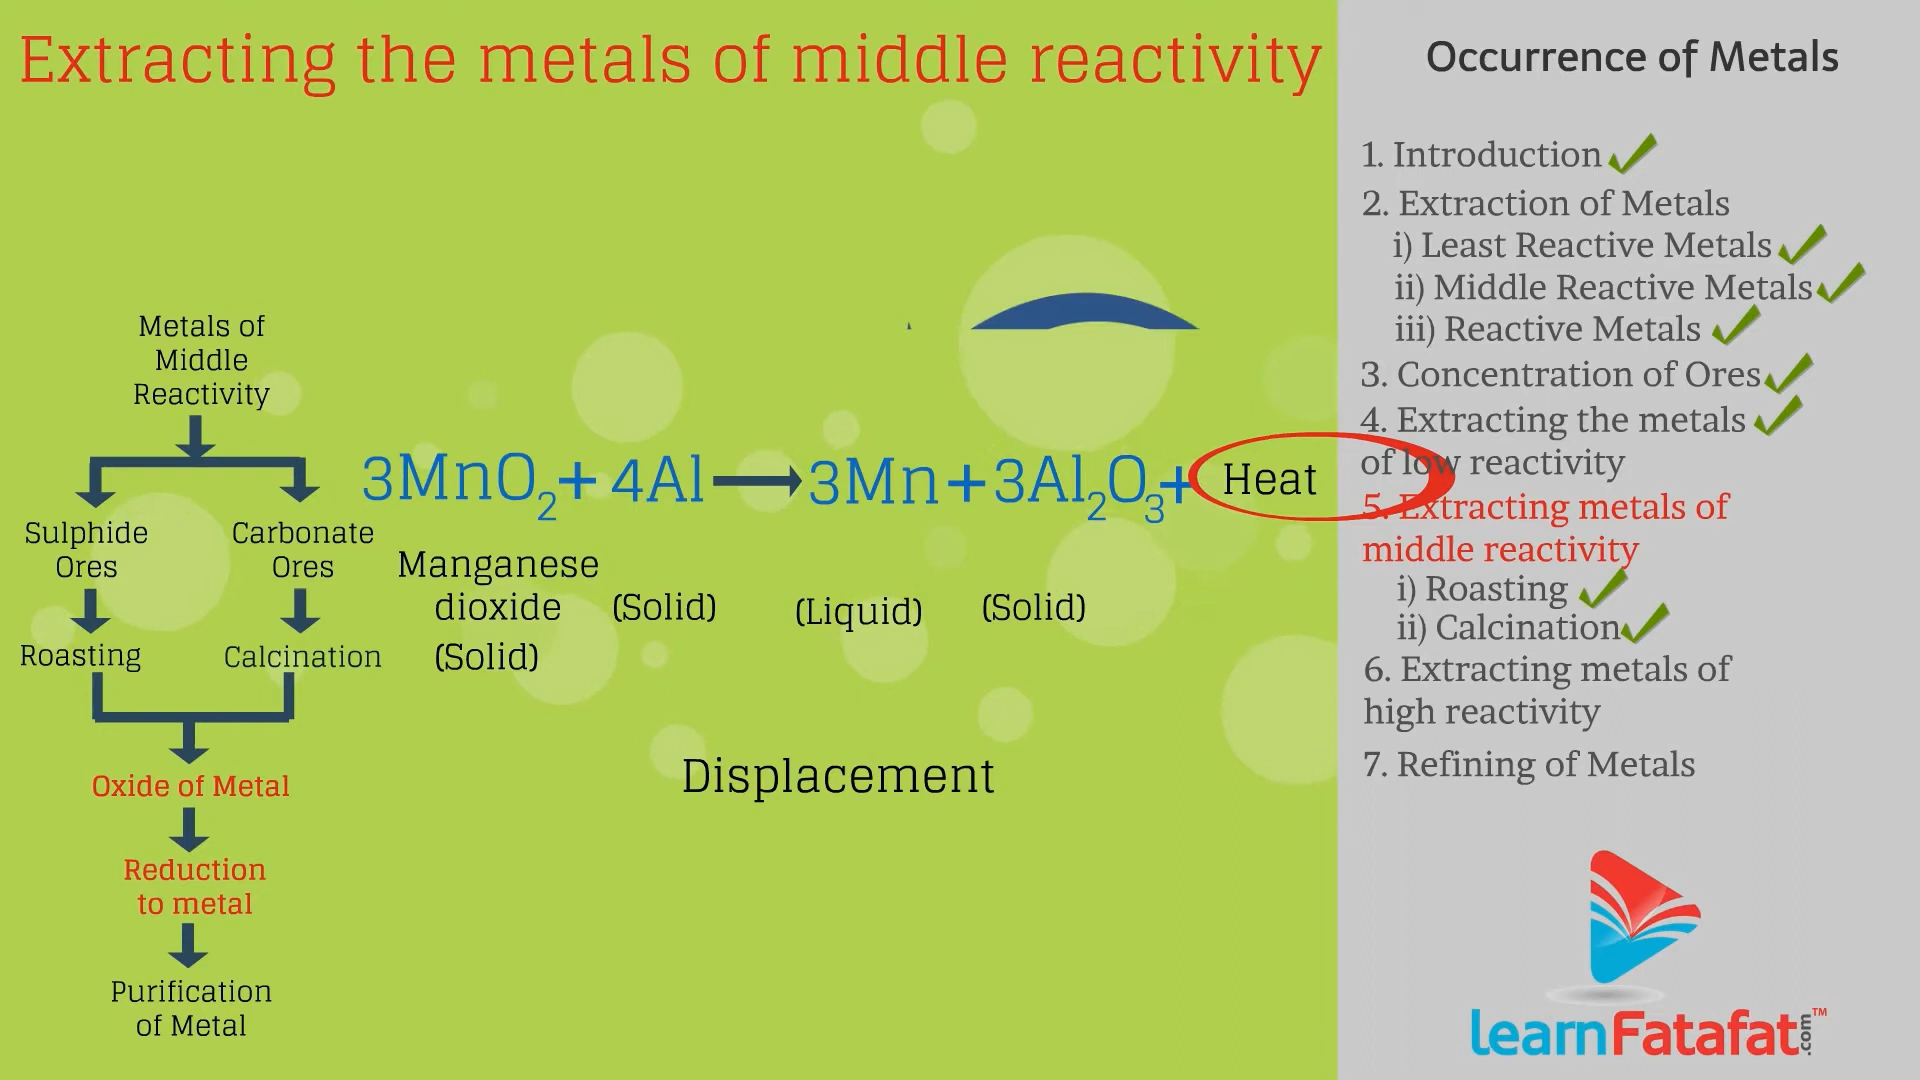 Extracting the metals of middle reactivity
Metals of
Middle
Reactivity
Sulphide
Ores
Carbonate
Ores
Roasting
Calcination
Oxide of Metal
Reduction
to metal
Purification
of Metal
3MnO₂ + 4Al → 3Mn + 3Al₂O₃ + Heat
Manganese
dioxide
(Solid)
(Solid)
(Liquid)
(Solid)
Displacement
Occurrence of Metals
1. Introduction
2. Extraction of Metals
i) Least Reactive Metals
ii) Middle Reactive Metals
iii) Reactive Metals
3. Concentration of Ores
4. Extracting the metals
of low reactivity
5. Extracting metals of
middle reactivity
i) Roasting
ii) Calcination
6. Extracting metals of
high reactivity
7. Refining of Metals
learnFatafat.com™